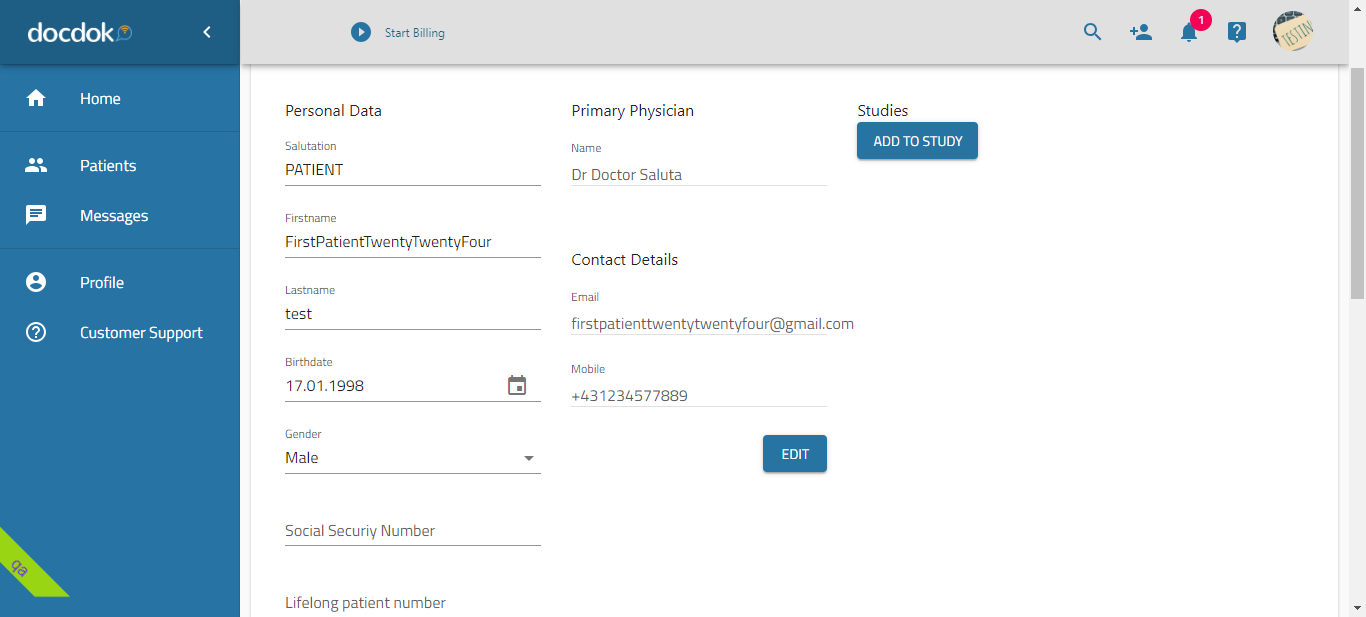 docdok
Start Billing
1
TESTIN
Home
Patients
Messages
Profile
Customer Support
qa
Personal Data
Salutation
PATIENT
Firstname
FirstPatientTwentyTwentyFour
Lastname
test
Birthdate
17.01.1998
Gender
Male
Social Securiy Number
Lifelong patient number
Primary Physician
Name
Dr Doctor Saluta
Contact Details
Email
firstpatienttwentytwentyfour@gmail.com
Mobile
+431234577889
EDIT
Studies
ADD TO STUDY